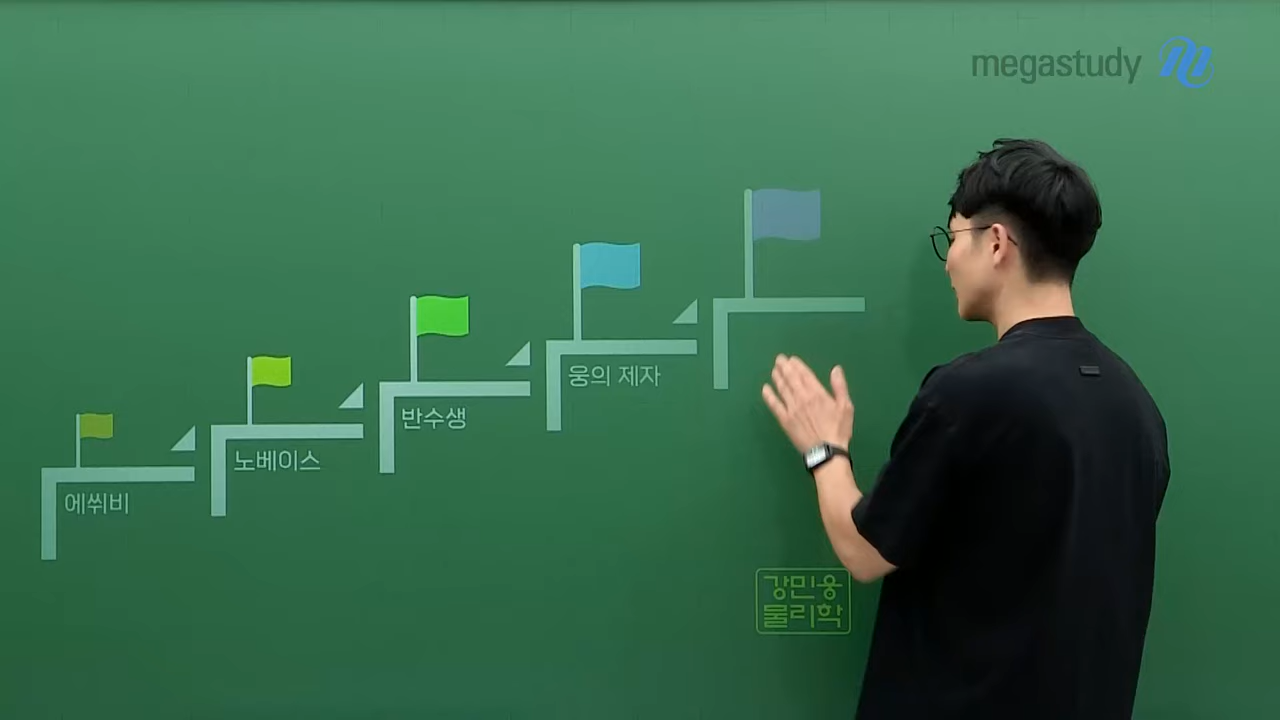 megastudy
웅의 제자
반수생
노베이스
에쒸비
강민웅
물리학